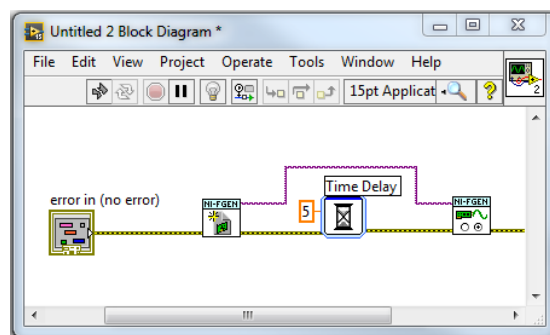 Untitled 2 Block Diagram *
File Edit View Project Operate Tools Window Help
15pt Applicat
?
2
Time Delay
error in (no error)
NI-FGEN
5
NI-FGEN